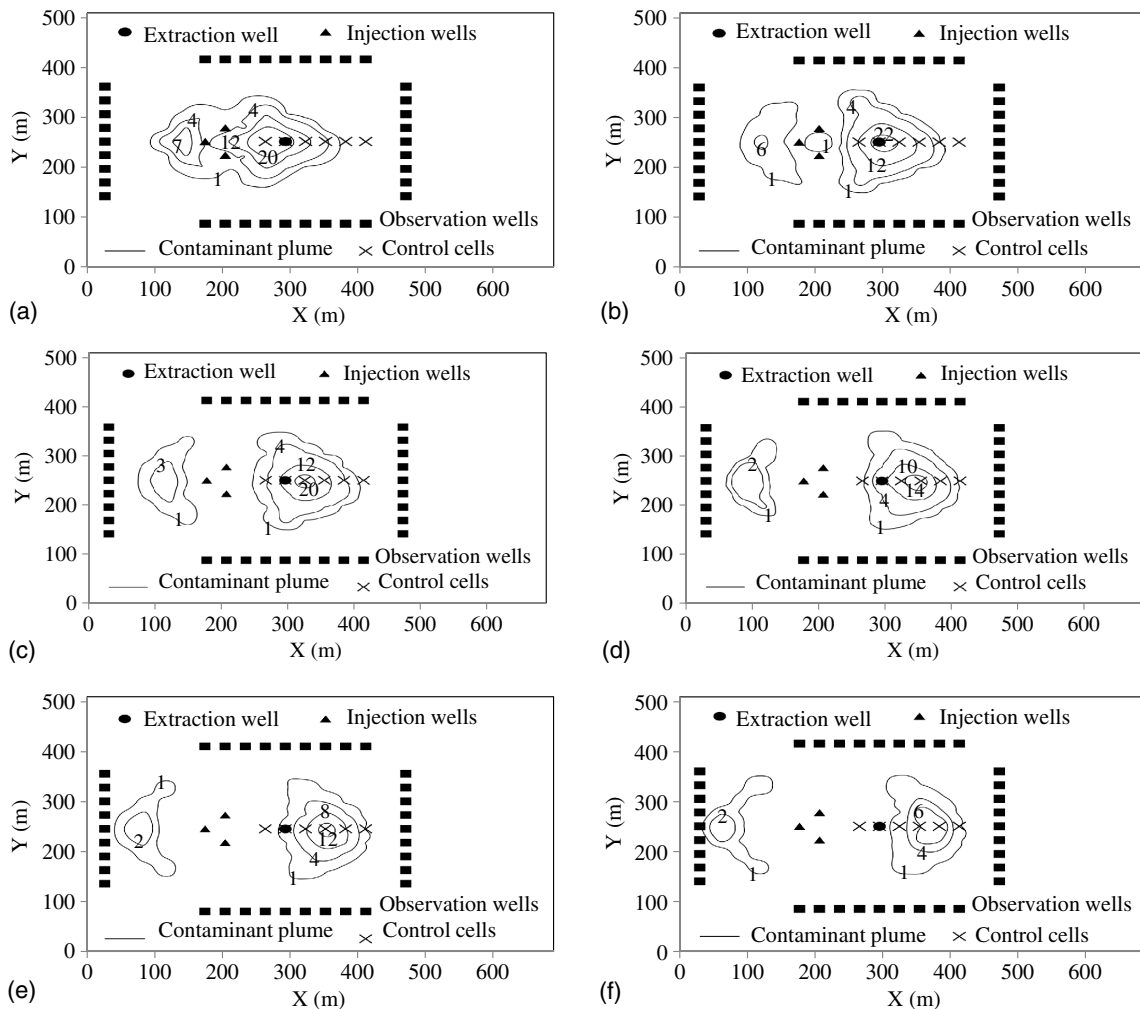 500
400
300
200
100
0
Y (m)
Extraction well
Injection wells
4
4
7
12
20
1
1
Observation wells
Contaminant plume
Control cells
0 100 200 300 400 500 600
X (m)
(a)
500
400
300
200
100
0
Y (m)
Extraction well
Injection wells
4
22
6
1
12
1
1
Observation wells
Contaminant plume
Control cells
0 100 200 300 400 500 600
X (m)
(b)
500
400
300
200
100
0
Y (m)
Extraction well
Injection wells
4
3
12
20
1
1
Observation wells
Contaminant plume
Control cells
0 100 200 300 400 500 600
X (m)
(c)
500
400
300
200
100
0
Y (m)
Extraction well
Injection wells
2
10
14
4
1
1
Observation wells
Contaminant plume
Control cells
0 100 200 300 400 500 600
X (m)
(d)
500
400
300
200
100
0
Y (m)
Extraction well
Injection wells
1
8
2
12
4
1
Observation wells
Contaminant plume
Control cells
0 100 200 300 400 500 600
X (m)
(e)
500
400
300
200
100
0
Y (m)
Extraction well
Injection wells
2
6
4
1
1
Observation wells
Contaminant plume
Control cells
0 100 200 300 400 500 600
X (m)
(f)